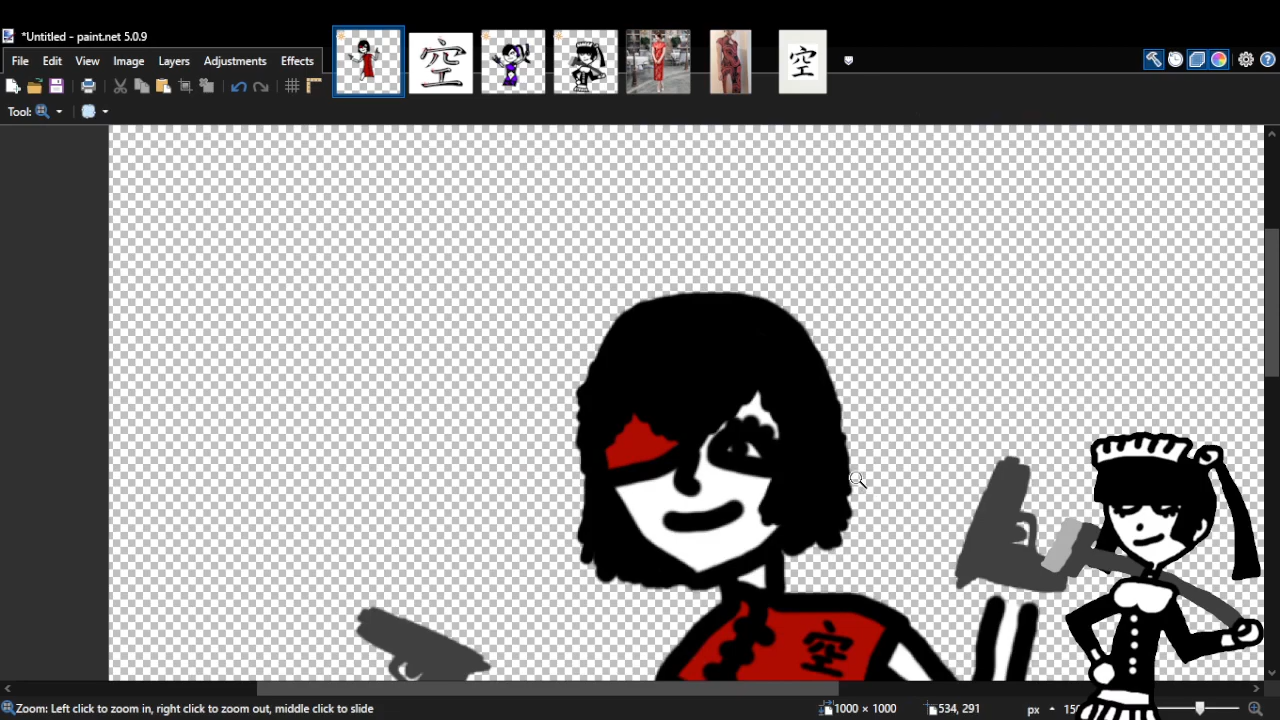 *Untitled - paint.net 5.0.9
File Edit View Image Layers Adjustments Effects
空
空
Tool:
空
Zoom: Left click to zoom in, right click to zoom out, middle click to slide
1000 × 1000
534, 291
px